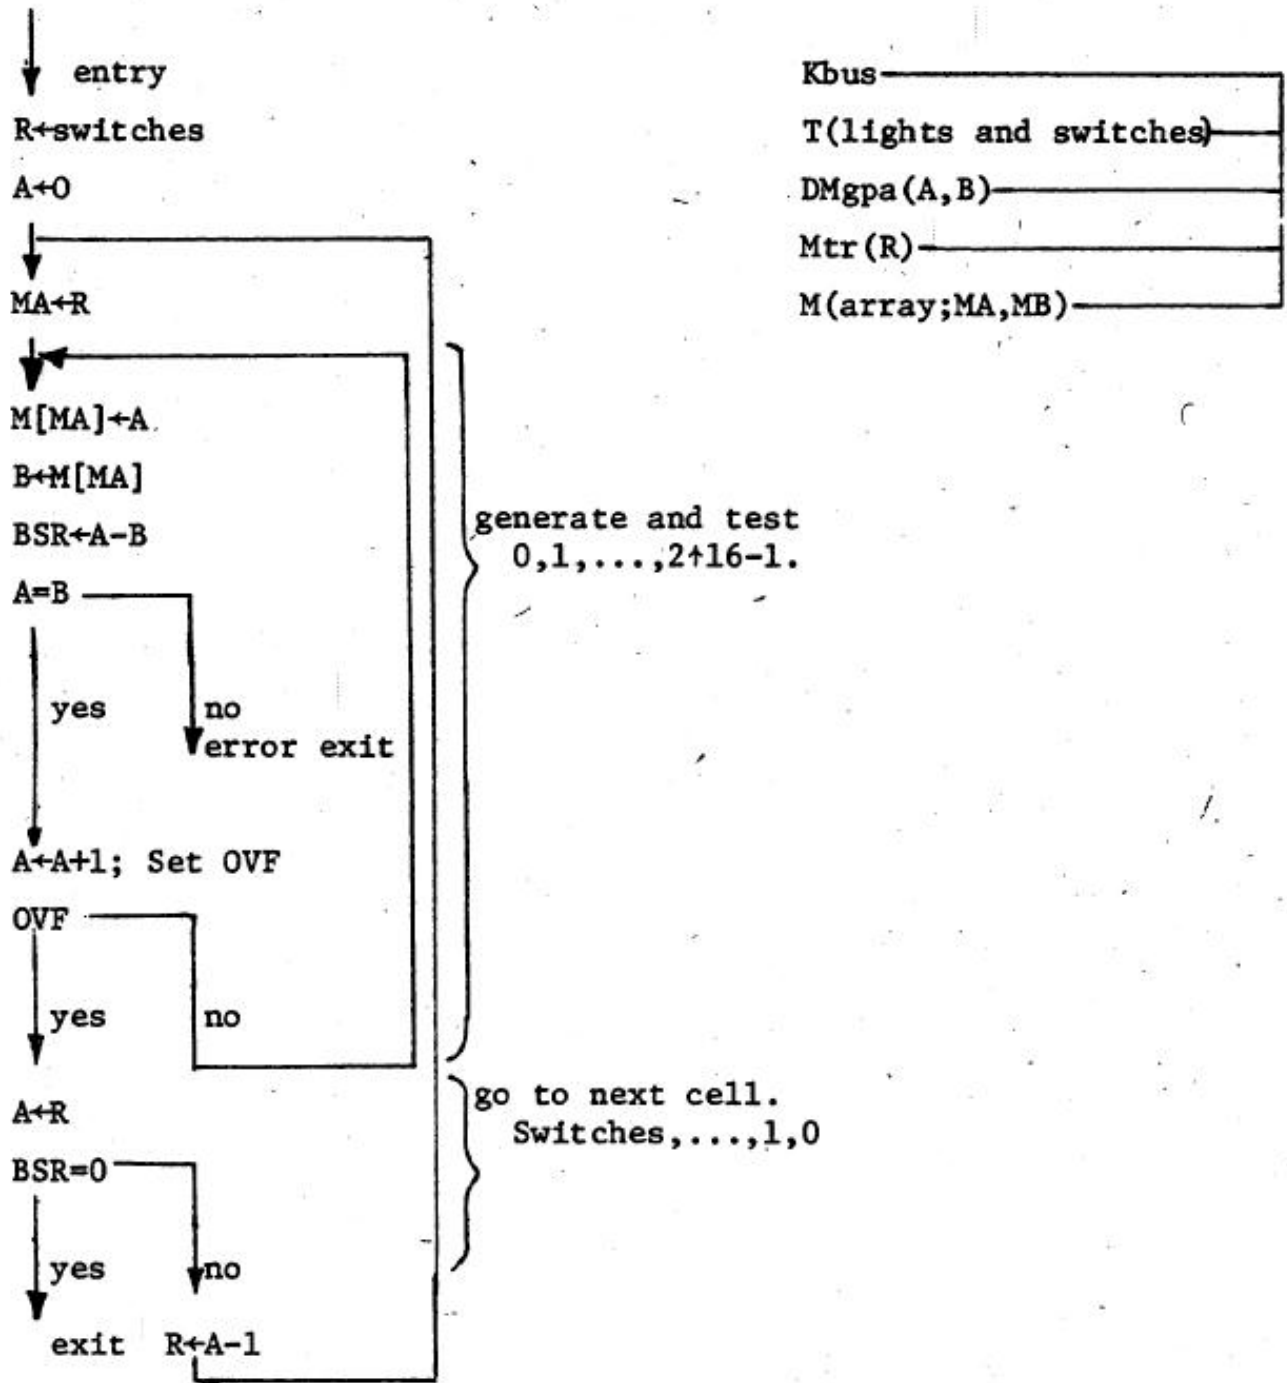 entry
R←switches
A←0
MA←R
M[MA]←A
B←M[MA]
BSR←A-B
A=B
yes
no
error exit
A←A+1; Set OVF
OVF
yes
no
A←R
BSR=0
yes
no
exit
R←A-1
generate and test
0,1,...,2↑16-1.
go to next cell.
Switches,...,1,0
Kbus
T(lights and switches)
DMgpa(A,B)
Mtr(R)
M(array;MA,MB)